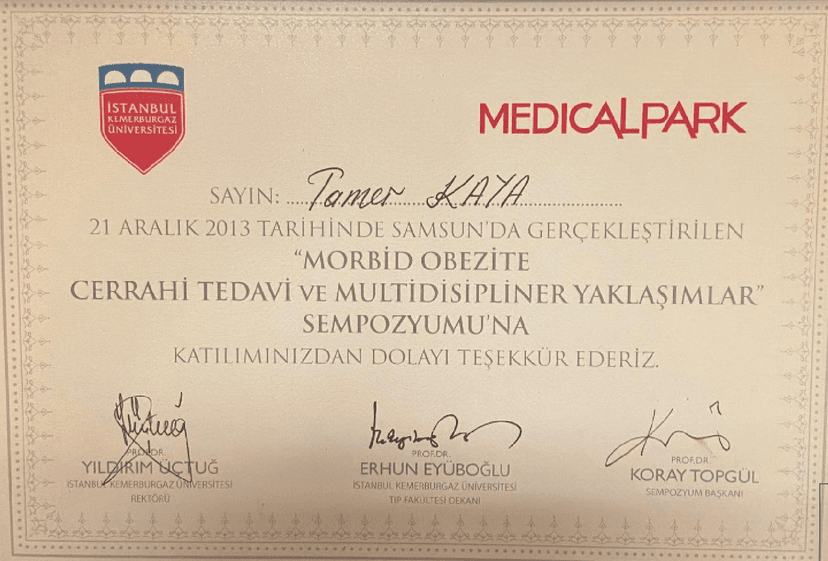 İSTANBUL
KEMERBURGAZ
ÜNİVERSİTESİ
MEDICALPARK
SAYIN: Tamer KAYA
21 ARALIK 2013 TARİHİNDE SAMSUN'DA GERÇEKLEŞTİRİLEN
“MORBİD OBEZİTE
CERRAHİ TEDAVİ VE MULTİDİSİPLİNER YAKLAŞIMLAR”
SEMPOZYUMU'NA
KATILIMINIZDAN DOLAYI TEŞEKKÜR EDERİZ.
PROF.DR.
YILDIRIM ÜÇTUĞ
İSTANBUL KEMERBURGAZ ÜNİVERSİTESİ
REKTÖRÜ
PROF.DR.
ERHUN EYÜBOĞLU
İSTANBUL KEMERBURGAZ ÜNİVERSİTESİ
TIP FAKÜLTESİ DEKANI
PROF.DR.
KORAY TOPGÜL
SEMPOZYUM BAŞKANI